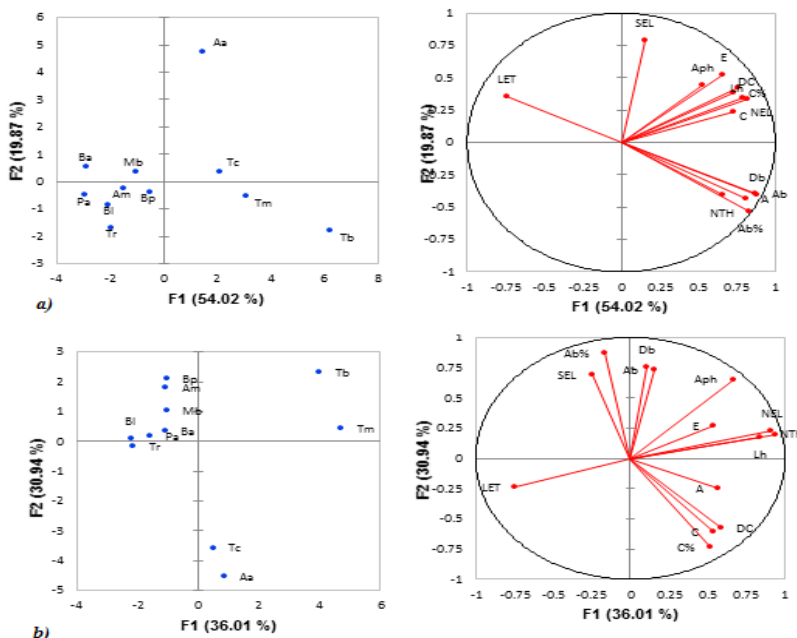 6
5
4
3
2
1
0
-1
-2
-3
-4 -2 0 2 4 6 8
F2 (19.87 %)
F1 (54.02 %)
Aa
Ba
Mb
Tc
Pa
Am
Bp
Bl
Tr
Tm
Tb
a)
1
0.75
0.5
0.25
0
-0.25
-0.5
-0.75
-1
-1 -0.75 -0.5 -0.25 0 0.25 0.5 0.75 1
F2 (19.87 %)
F1 (54.02 %)
SEL
E
Aph
DC
Lh
C%
NEL
C
LET
Db
Ab
A
NTH
Ab%
3
2
1
0
-1
-2
-3
-4
-5
-4 -2 0 2 4 6
F2 (30.94 %)
F1 (36.01 %)
Bp
Am
Mb
Ba
Bl
Pa
Tr
Tb
Tm
Tc
Aa
b)
1
0.75
0.5
0.25
0
-0.25
-0.5
-0.75
-1
-1 -0.75 -0.5 -0.25 0 0.25 0.5 0.75 1
F2 (30.94 %)
F1 (36.01 %)
Ab%
Db
SEL
Ab
Aph
E
NEL
NTH
Lh
LET
A
C
DC
C%